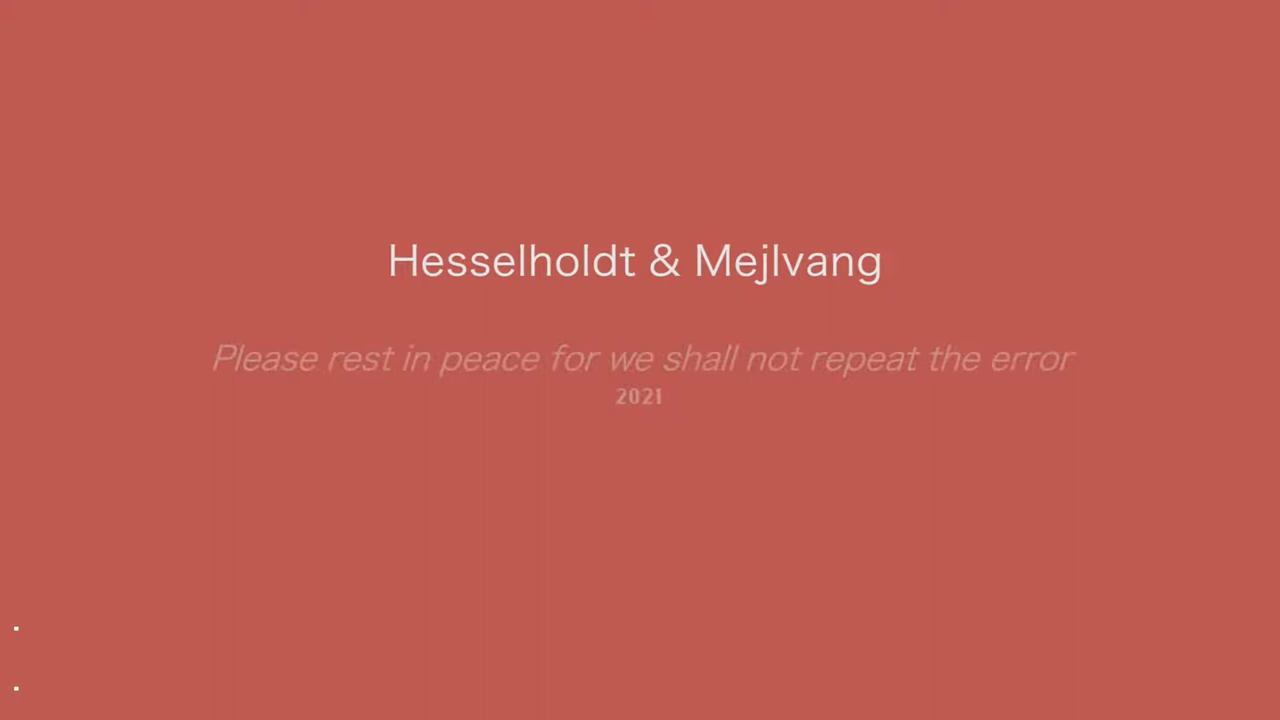 Hesselholdt & Mejlvang
Please rest in peace for we shall not repeat the error
2021